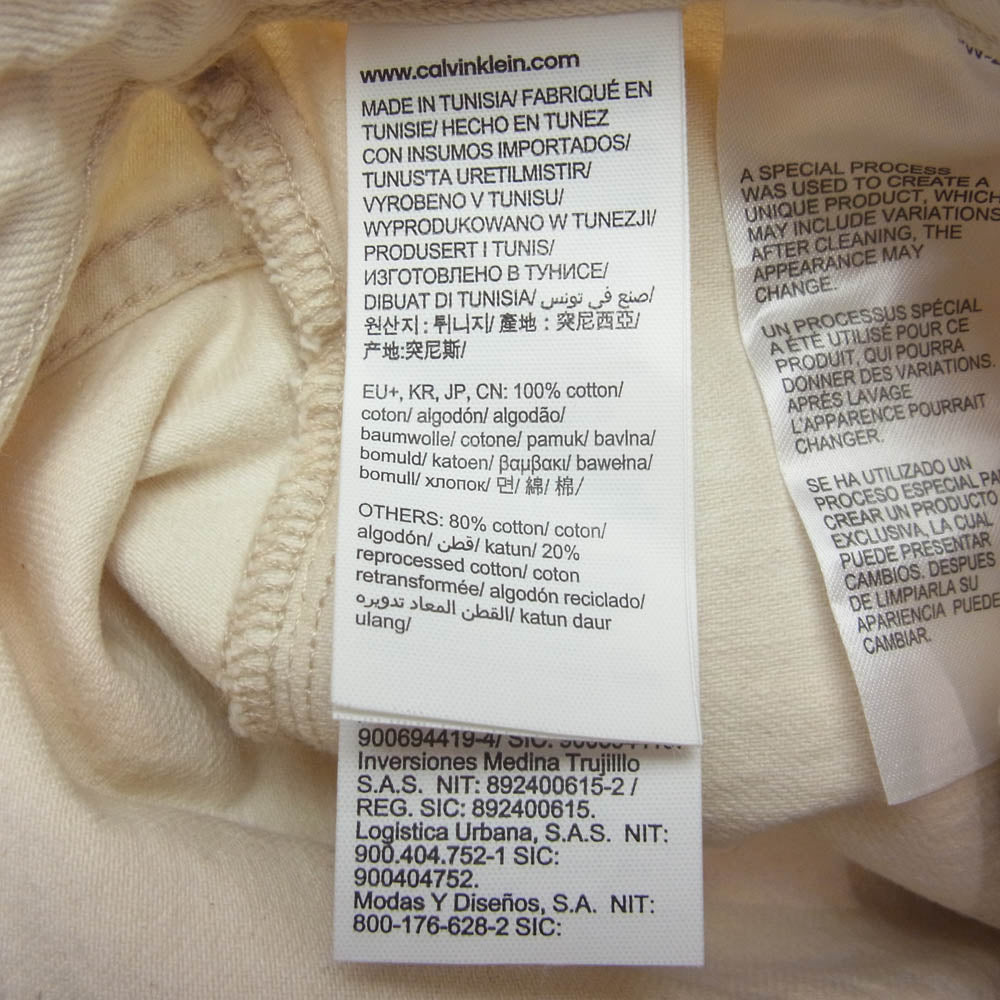 www.calvinklein.com
MADE IN TUNISIA/ FABRIQUÉ EN
TUNISIE/ HECHO EN TUNEZ
CON INSUMOS IMPORTADOS/
TUNUS'TA URETILMISTIR/
VYROBENO V TUNISU/
WYPRODUKOWANO W TUNEZJI/
PRODUSERT I TUNIS/
ИЗГОТОВЛЕНО В ТУНИСЕ/
DIBUAT DI TUNISIA/ صنع في تونس/
원산지 : 튀니지/ 產地 : 突尼西亞/
产地:突尼斯/
EU+, KR, JP, CN: 100% cotton/
coton/ algodón/ algodão/
baumwolle/ cotone/ pamuk/ bavlna/
bomuld/ katoen/ βαμβακι/ bawełna/
bomull/ хлопок/ 면/ 綿/ 棉/
OTHERS: 80% cotton/ coton/
algodón/ قطن/ katun/ 20%
reprocessed cotton/ coton
retransformée/ algodón reciclado/
القطن المعاد تدويره/ katun daur
ulang/
900694419-4/ SIC:
Inversiones Medina Trujilllo
S.A.S. NIT: 892400615-2 /
REG. SIC: 892400615.
Logistica Urbana, S.A.S. NIT:
900.404.752-1 SIC:
900404752.
Modas Y Diseños, S.A. NIT:
800-176-628-2 SIC:
A SPECIAL PROCESS
WAS USED TO CREATE A
UNIQUE PRODUCT, WHICH
MAY INCLUDE VARIATIONS
AFTER CLEANING, THE
APPEARANCE MAY
CHANGE.
UN PROCESSUS SPÉCIAL
A ÉTÉ UTILISÉ POUR CE
PRODUIT, QUI POURRA
DONNER DES VARIATIONS.
APRÈS LAVAGE
L'APPARENCE POURRAIT
CHANGER.
SE HA UTILIZADO UN
PROCESO ESPECIAL PA
CREAR UN PRODUCTO
EXCLUSIVA, LA CUAL
PUEDE PRESENTAR
CAMBIOS. DESPUES
DE LIMPIARLA SU
APARIENCIA PUEDE
CAMBIAR.